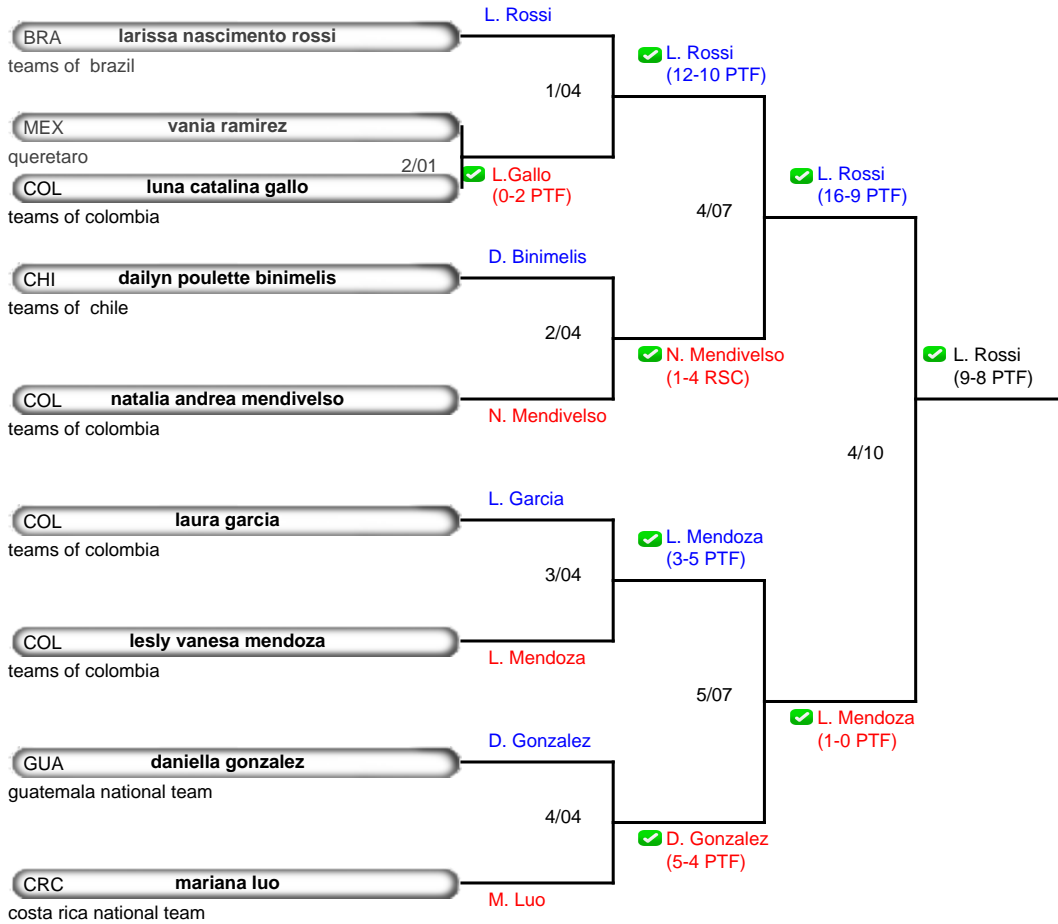 L. Rossi
BRA larissa nascimento rossi
teams of brazil
L. Rossi
(12-10 PTF)
1/04
MEX vania ramirez
queretaro
2/01
L.Gallo
(0-2 PTF)
COL luna catalina gallo
teams of colombia
L. Rossi
(16-9 PTF)
4/07
D. Binimelis
CHI dailyn poulette binimelis
teams of chile
2/04
N. Mendivelso
(1-4 RSC)
L. Rossi
(9-8 PTF)
COL natalia andrea mendivelso
N. Mendivelso
teams of colombia
4/10
L. Garcia
COL laura garcia
teams of colombia
L. Mendoza
(3-5 PTF)
3/04
COL lesly vanesa mendoza
L. Mendoza
teams of colombia
5/07
L. Mendoza
(1-0 PTF)
D. Gonzalez
GUA daniella gonzalez
guatemala national team
4/04
D. Gonzalez
(5-4 PTF)
CRC mariana luo
M. Luo
costa rica national team